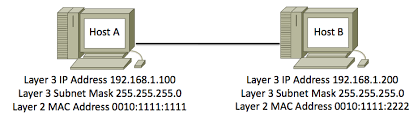 Host A
Host B
Layer 3 IP Address 192.168.1.100
Layer 3 Subnet Mask 255.255.255.0
Layer 2 MAC Address 0010:1111:1111
Layer 3 IP Address 192.168.1.200
Layer 3 Subnet Mask 255.255.255.0
Layer 2 MAC Address 0010:1111:2222